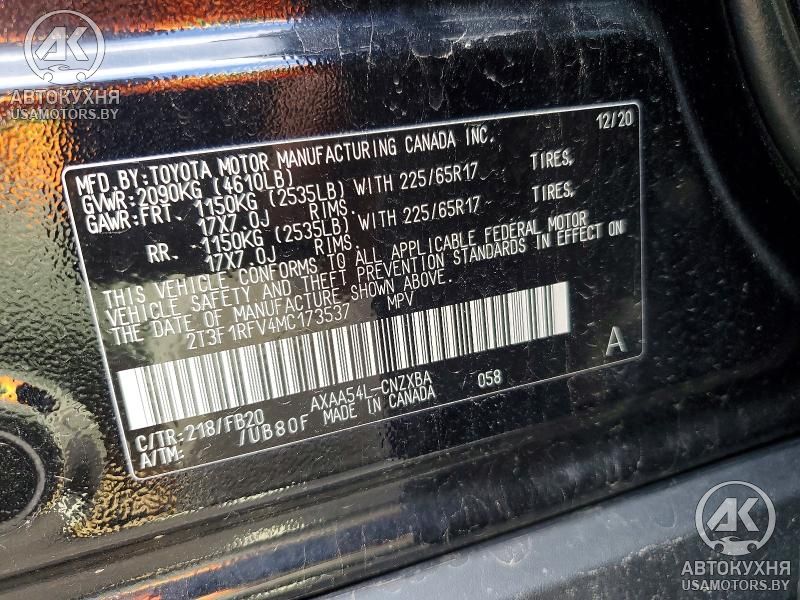 AK
АВТОКУХНЯ
USAMOTORS.BY
12/20
MFD.BY:TOYOTA MOTOR MANUFACTURING CANADA INC.
GVWR:2090KG (4610LB)
GAWR:FRT. 1150KG (2535LB) WITH 225/65R17 TIRES,
17X7.0J RIMS.
RR. 1150KG (2535LB) WITH 225/65R17 TIRES,
17X7.0J RIMS.
THIS VEHICLE CONFORMS TO ALL APPLICABLE FEDERAL MOTOR
VEHICLE SAFETY AND THEFT PREVENTION STANDARDS IN EFFECT ON
THE DATE OF MANUFACTURE SHOWN ABOVE.
2T3F1RFV4MC173537 MPV
A
C/TR:218/FB20 AXAA54L-CNZXBA 058
A/TM: /UB80F MADE IN CANADA
AK
АВТОКУХНЯ
USAMOTORS.BY